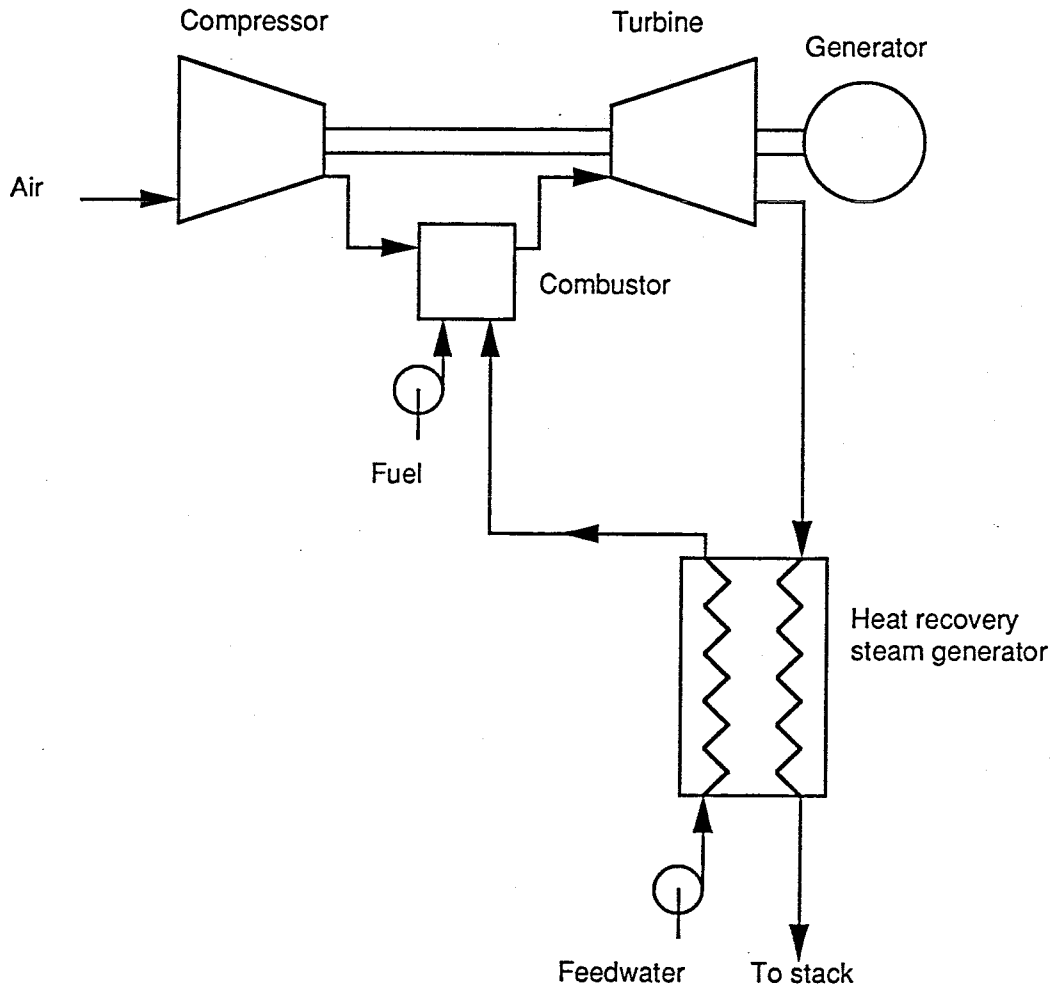 Compressor
Turbine
Generator
Air
Combustor
Fuel
Heat recovery
steam generator
Feedwater
To stack